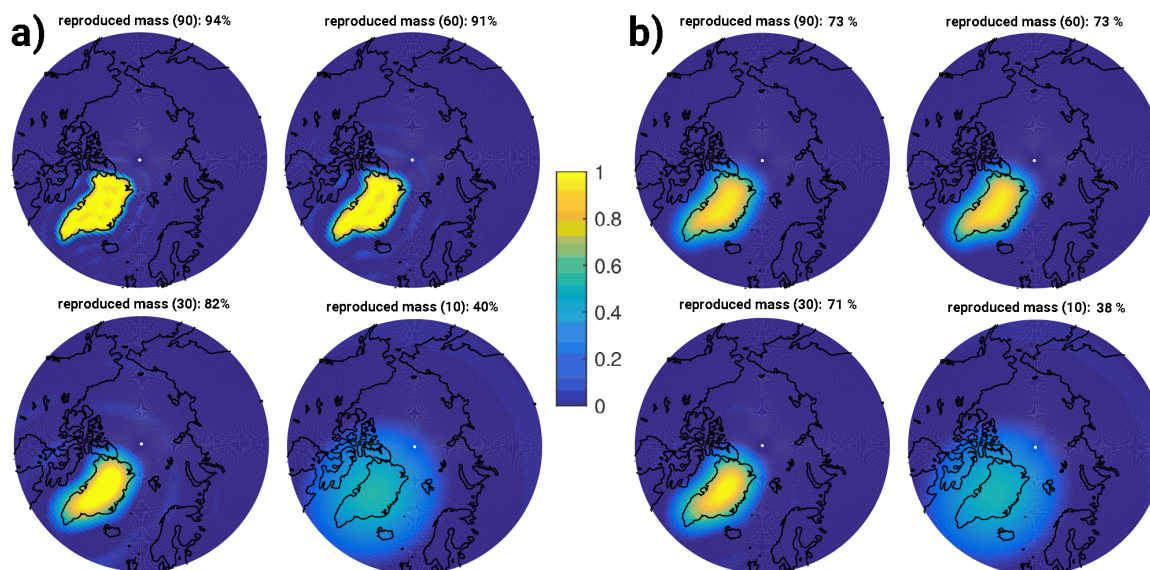 a)
reproduced mass (90): 94%
reproduced mass (60): 91%
b)
reproduced mass (90): 73 %
reproduced mass (60): 73 %
1
0.8
0.6
0.4
0.2
0
reproduced mass (30): 82%
reproduced mass (10): 40%
reproduced mass (30): 71 %
reproduced mass (10): 38 %